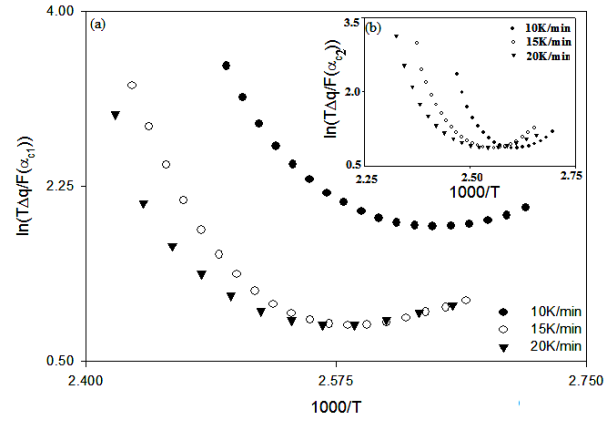 4.00
(a)
3.5
(b)
10K/min
15K/min
20K/min
ln(TΔq/F(α_c2))
2.0
0.5
2.25
2.50
2.75
1000/T
ln(TΔq/F(α_c1))
2.25
10K/min
15K/min
20K/min
0.50
2.400
2.575
2.750
1000/T